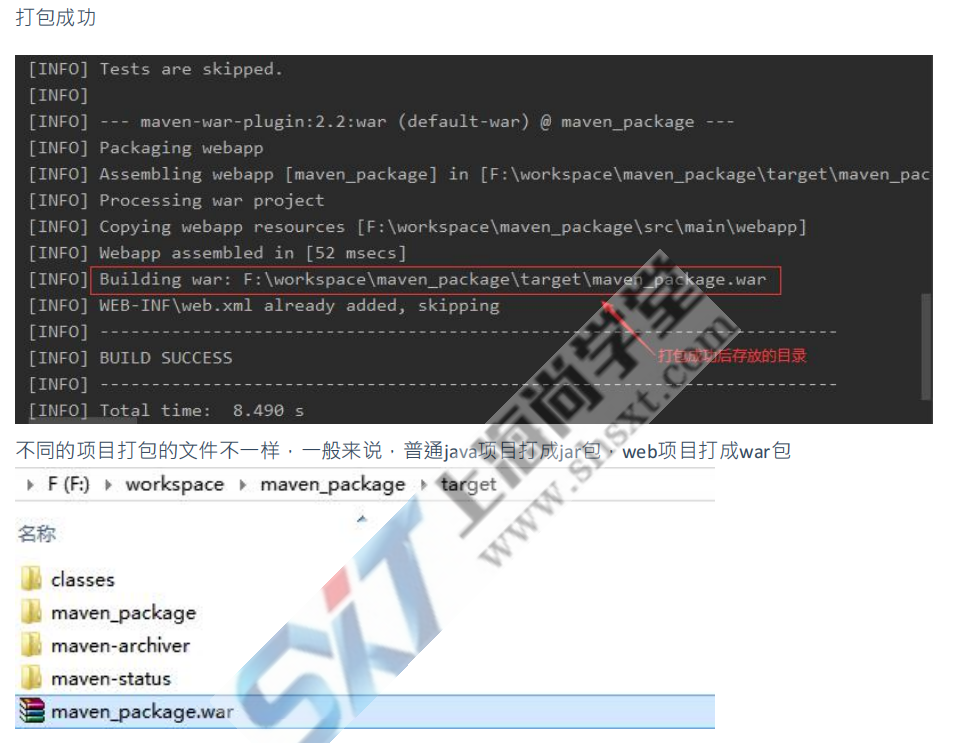 打包成功
[INFO] Tests are skipped.
[INFO]
[INFO] --- maven-war-plugin:2.2:war (default-war) @ maven_package ---
[INFO] Packaging webapp
[INFO] Assembling webapp [maven_package] in [F:\workspace\maven_package\target\maven_pac
[INFO] Processing war project
[INFO] Copying webapp resources [F:\workspace\maven_package\src\main\webapp]
[INFO] Webapp assembled in [52 msecs]
[INFO] Building war: F:\workspace\maven_package\target\maven_package.war
[INFO] WEB-INF\web.xml already added, skipping
[INFO] ------------------------------------------------------------------------
[INFO] BUILD SUCCESS
打包成功后存放的目录
[INFO] ------------------------------------------------------------------------
[INFO] Total time: 8.490 s
不同的项目打包的文件不一样，一般来说，普通java项目打成jar包，web项目打成war包
F (F:) workspace maven_package target
名称
classes
maven_package
maven-archiver
maven-status
maven_package.war
SXT 上海尚学堂
www.shsxt.com